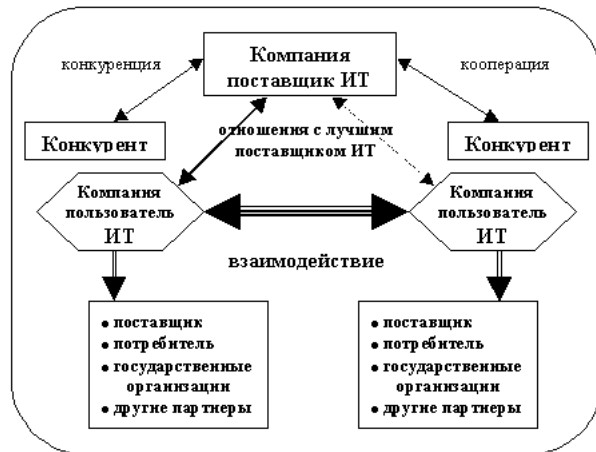 Компания
поставщик ИТ
конкуренция
кооперация
Конкурент
отношения с лучшим
поставщиком ИТ
Конкурент
Компания
пользователь
ИТ
Компания
пользователь
ИТ
взаимодействие
• поставщик
• потребитель
• государственные
организации
• другие партнеры
• поставщик
• потребитель
• государственные
организации
• другие партнеры